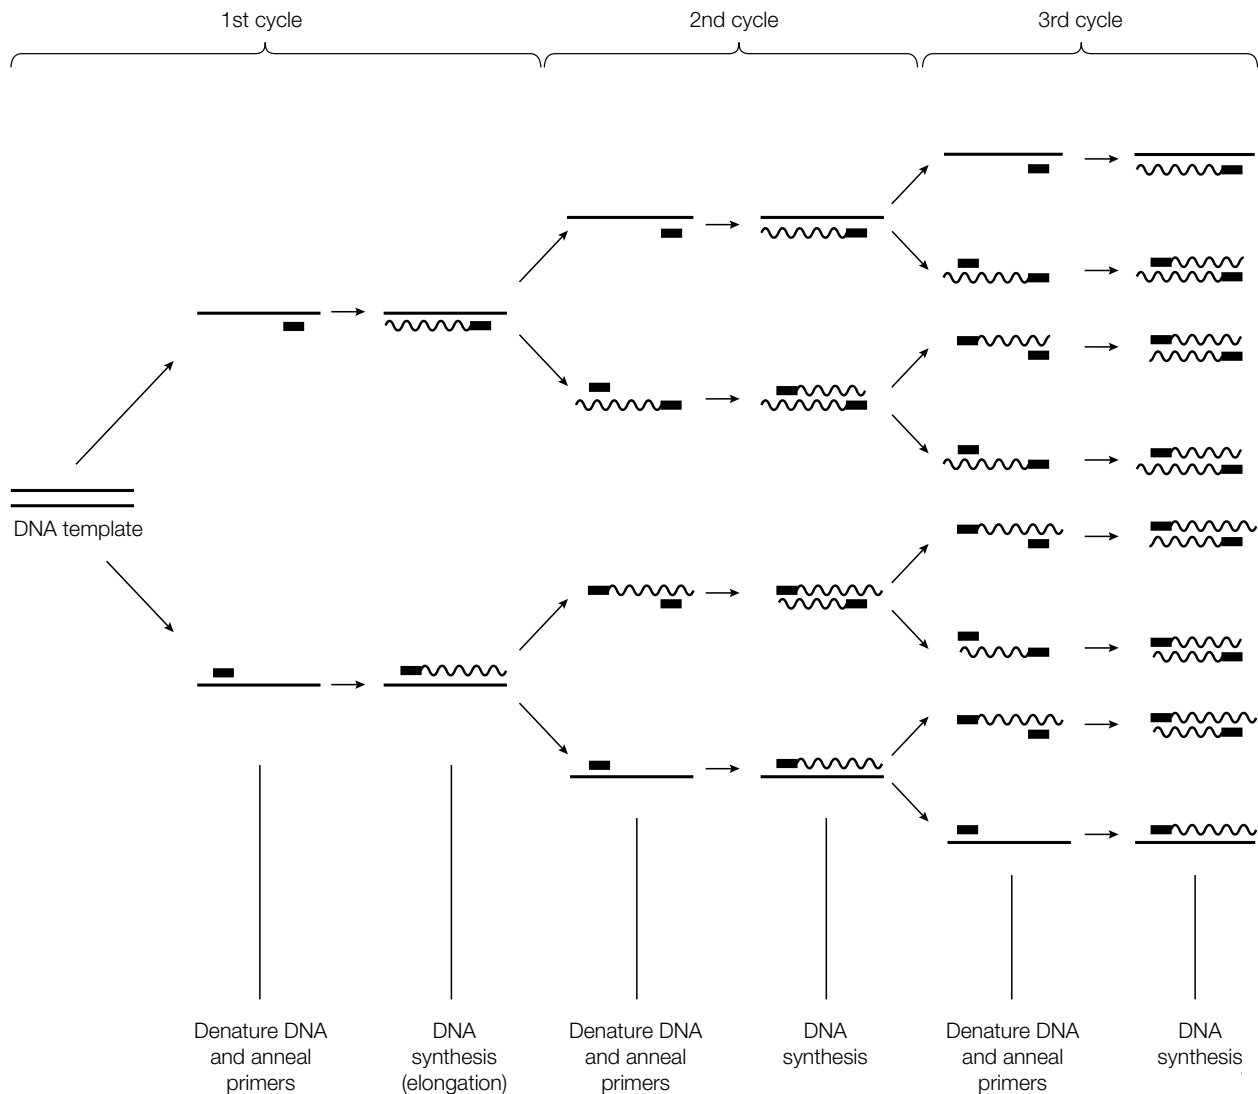 1st cycle
2nd cycle
3rd cycle
DNA template
Denature DNA
and anneal
primers
DNA
synthesis
(elongation)
Denature DNA
and anneal
primers
DNA
synthesis
Denature DNA
and anneal
primers
DNA
synthesis